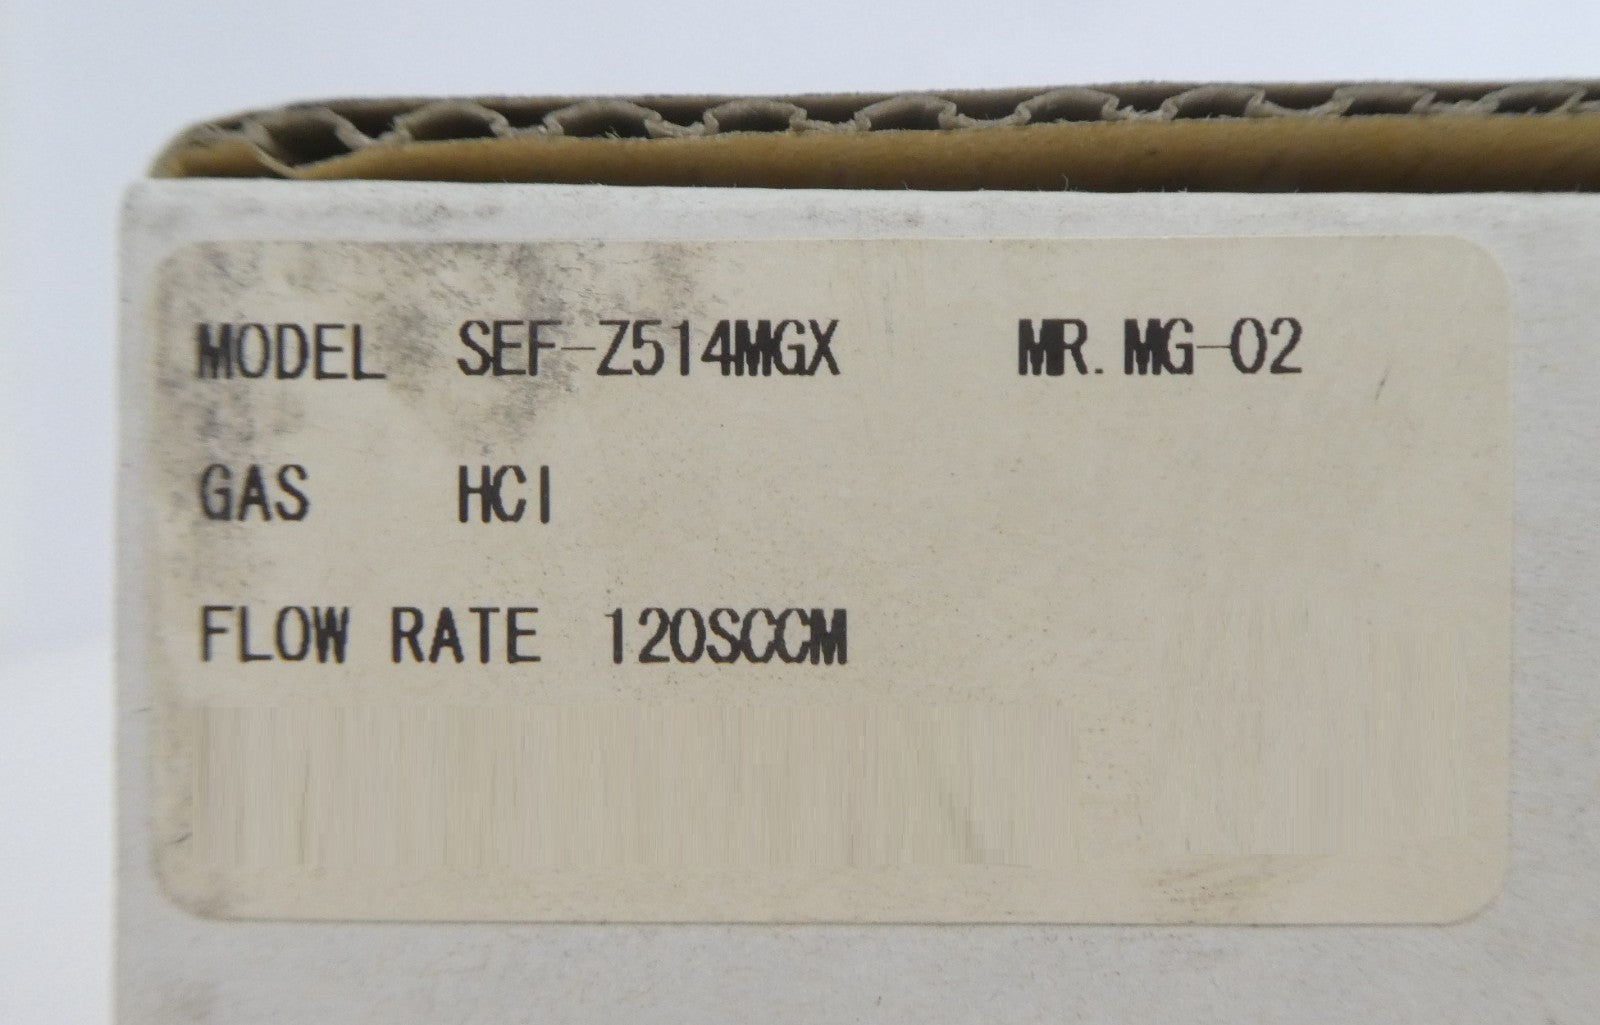 MODEL SEF-Z514MGX MR.MG-02
GAS HCl
FLOW RATE 120SCCM